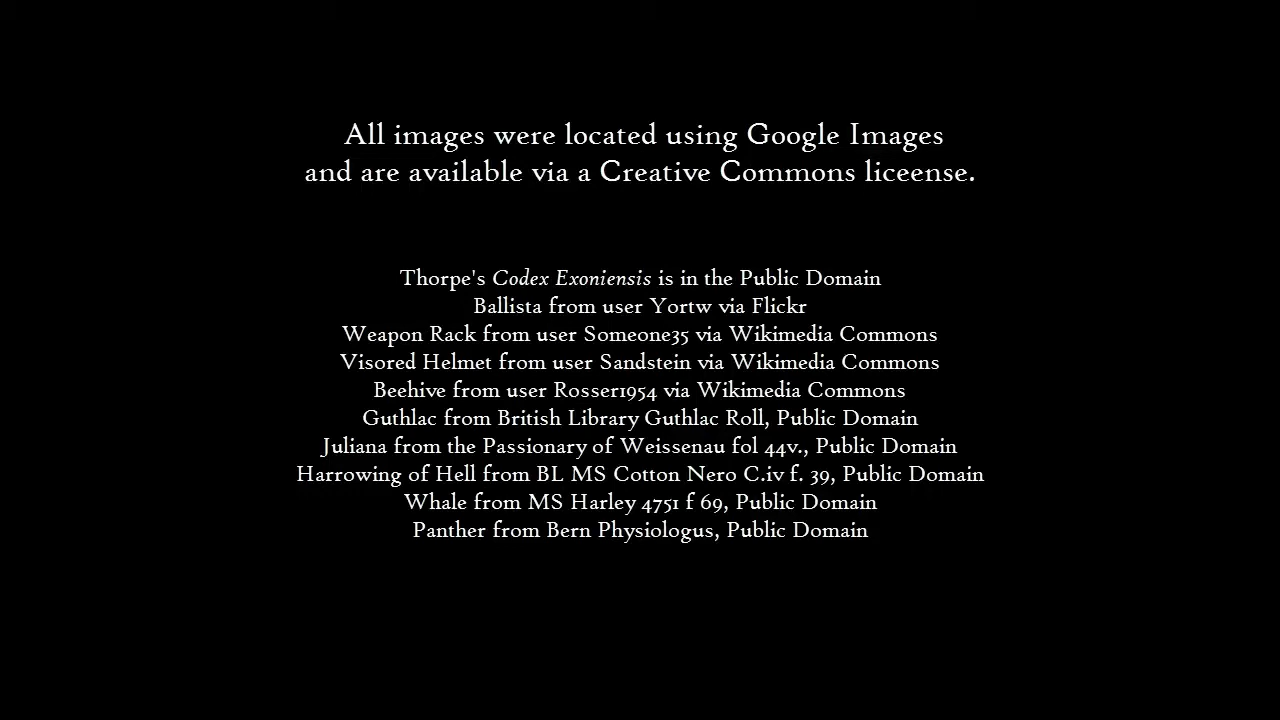 All images were located using Google Images
and are available via a Creative Commons liceense.
Thorpe's Codex Exoniensis is in the Public Domain
Ballista from user Yortw via Flickr
Weapon Rack from user Someone35 via Wikimedia Commons
Visored Helmet from user Sandstein via Wikimedia Commons
Beehive from user Rosser1954 via Wikimedia Commons
Guthlac from British Library Guthlac Roll, Public Domain
Juliana from the Passionary of Weissenau fol 44v., Public Domain
Harrowing of Hell from BL MS Cotton Nero C.iv f. 39, Public Domain
Whale from MS Harley 4751 f 69, Public Domain
Panther from Bern Physiologus, Public Domain